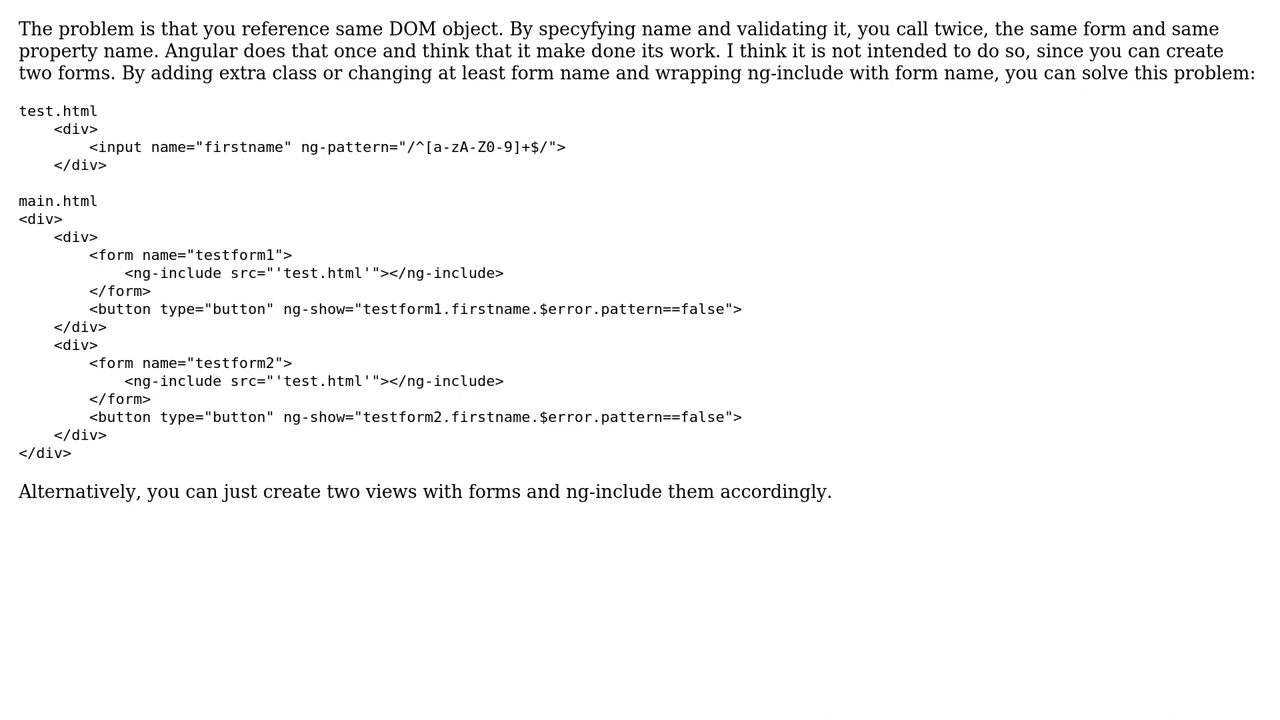 The problem is that you reference same DOM object. By specyfying name and validating it, you call twice, the same form and same
property name. Angular does that once and think that it make done its work. I think it is not intended to do so, since you can create
two forms. By adding extra class or changing at least form name and wrapping ng-include with form name, you can solve this problem:
test.html
    <div>
        <input name="firstname" ng-pattern="/^[a-zA-Z0-9]+$/">
    </div>

main.html
<div>
    <div>
        <form name="testform1">
            <ng-include src="'test.html'"></ng-include>
        </form>
        <button type="button" ng-show="testform1.firstname.$error.pattern==false">
    </div>
    <div>
        <form name="testform2">
            <ng-include src="'test.html'"></ng-include>
        </form>
        <button type="button" ng-show="testform2.firstname.$error.pattern==false">
    </div>
</div>
Alternatively, you can just create two views with forms and ng-include them accordingly.